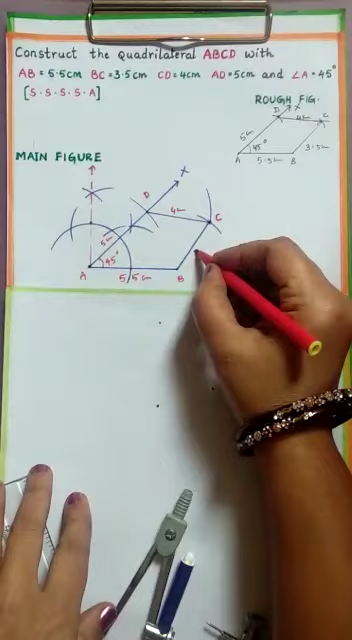 Construct the quadrilateral ABCD with
AB = 5.5cm BC = 3.5cm CD = 4cm AD = 5cm and ∠A = 45°
[S.S.S.S.A]
ROUGH FIG.
D X
4cm C
5cm
45° 3.5cm
A 5.5cm B
MAIN FIGURE
X
D
4cm
C
5cm
45°
A 5.5cm B